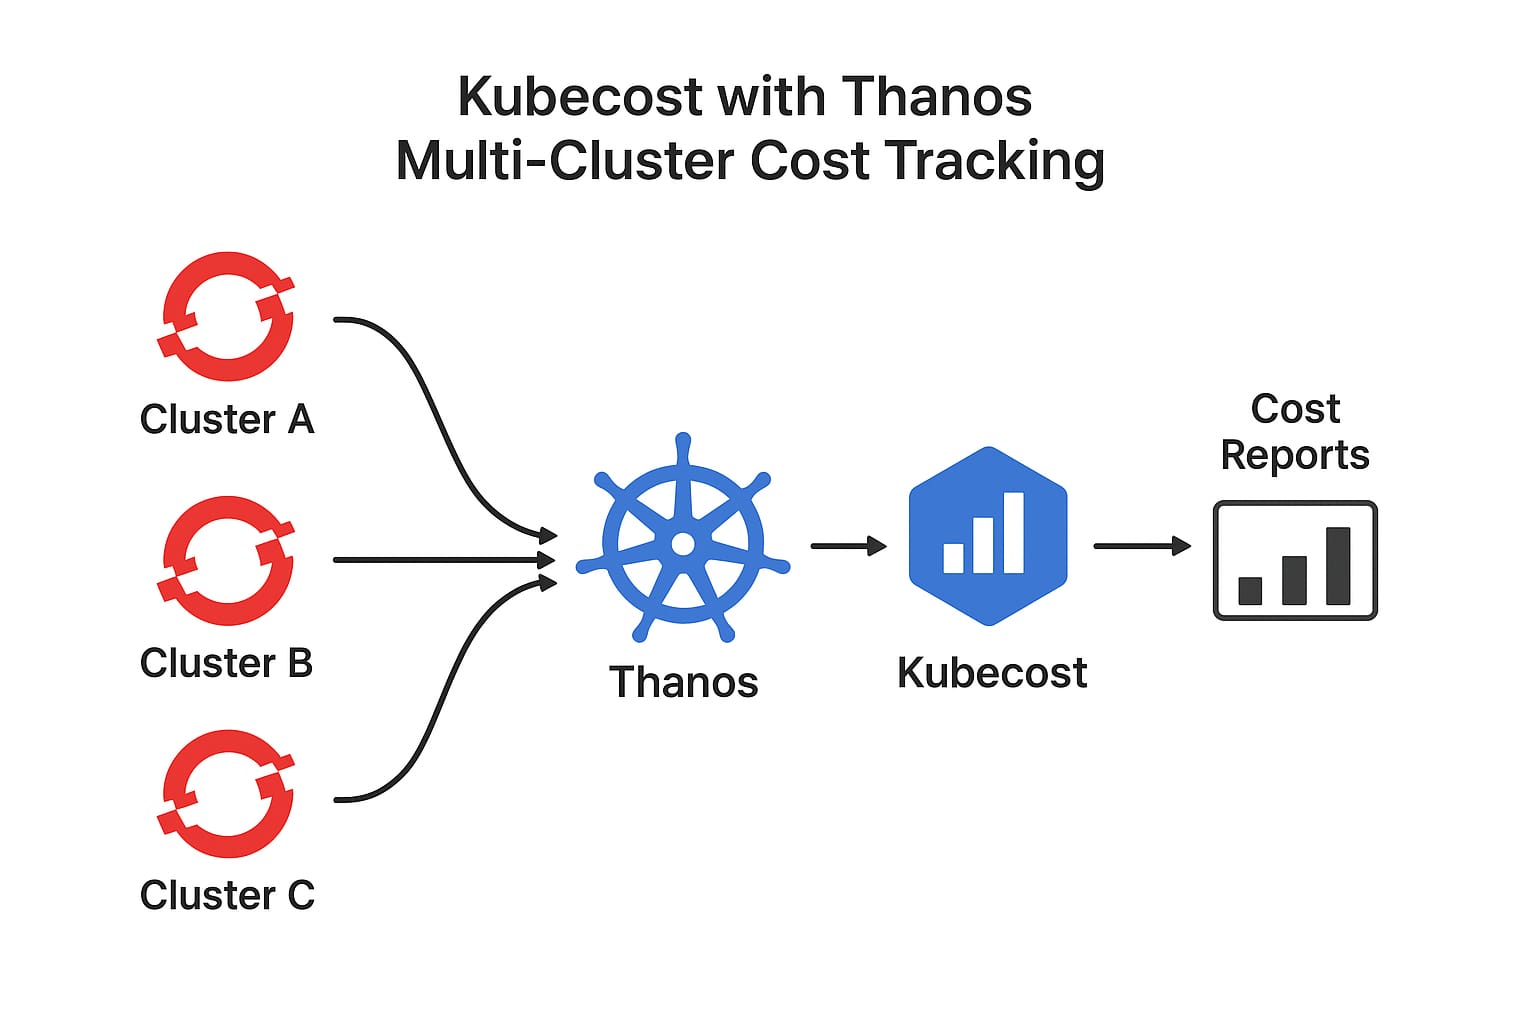 Kubecost with Thanos
Multi-Cluster Cost Tracking
Cluster A
Cluster B
Cluster C
Thanos
Kubecost
Cost
Reports